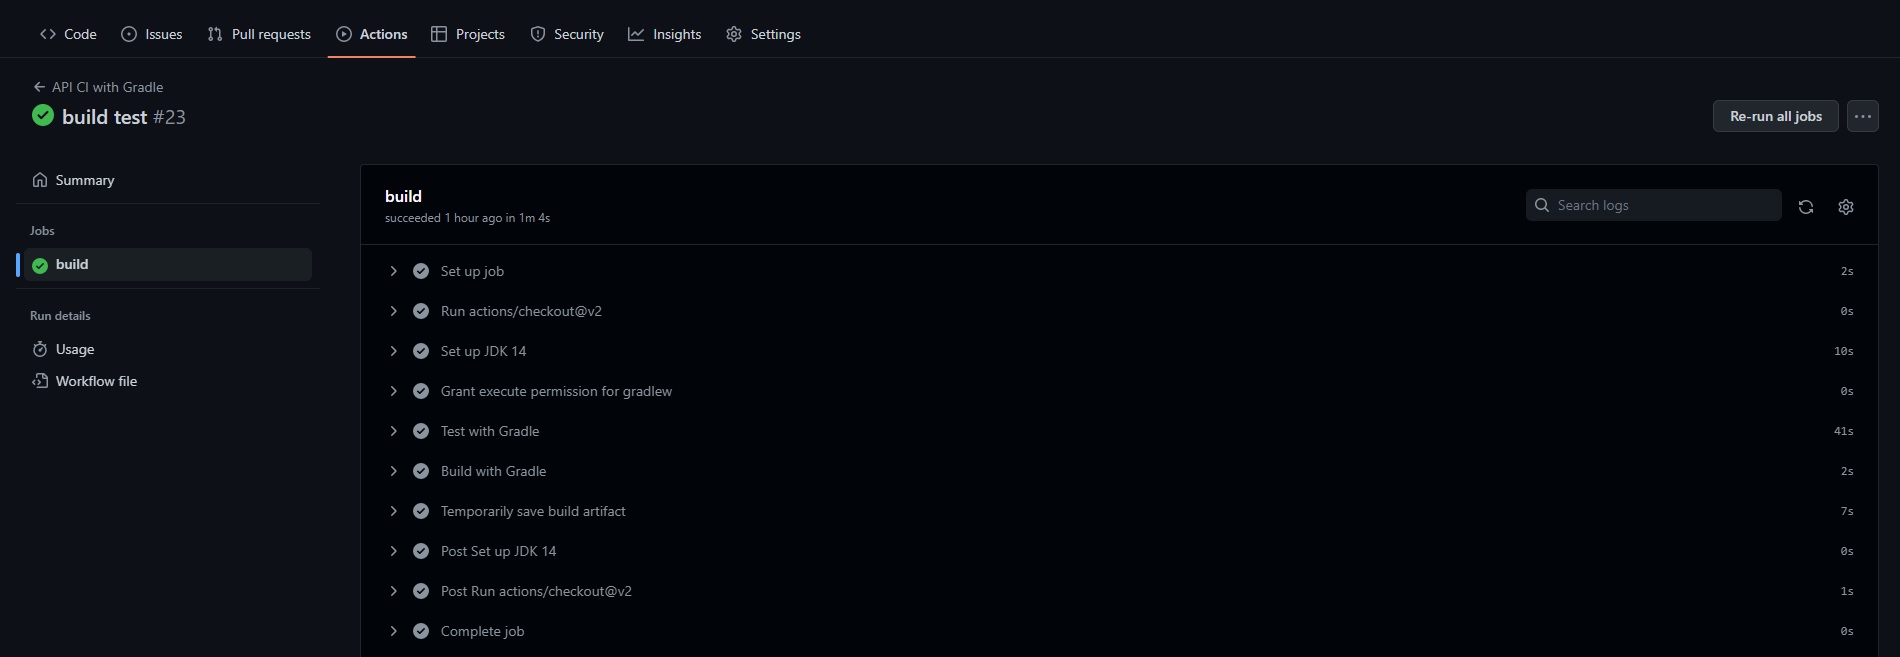 Code Issues Pull requests Actions Projects Security Insights Settings
API CI with Gradle
build test #23
Re-run all jobs
Summary
Jobs
build
Run details
Usage
Workflow file
build
succeeded 1 hour ago in 1m 4s
Search logs
Set up job 2s
Run actions/checkout@v2 0s
Set up JDK 14 10s
Grant execute permission for gradlew 0s
Test with Gradle 41s
Build with Gradle 2s
Temporarily save build artifact 7s
Post Set up JDK 14 0s
Post Run actions/checkout@v2 1s
Complete job 0s